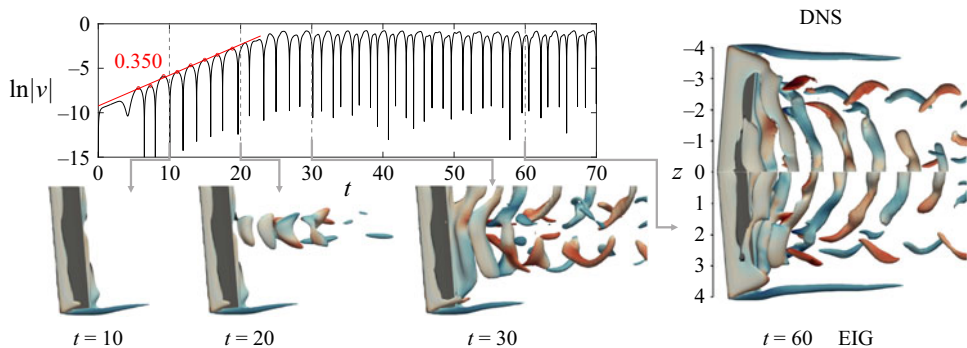 0
−5
−10
−15
ln|v|
0.350
0 10 20 30 40 50 60 70
t
DNS
−4
−3
−2
−1
z 0
1
2
3
4
t = 10
t = 20
t = 30
t = 60 EIG